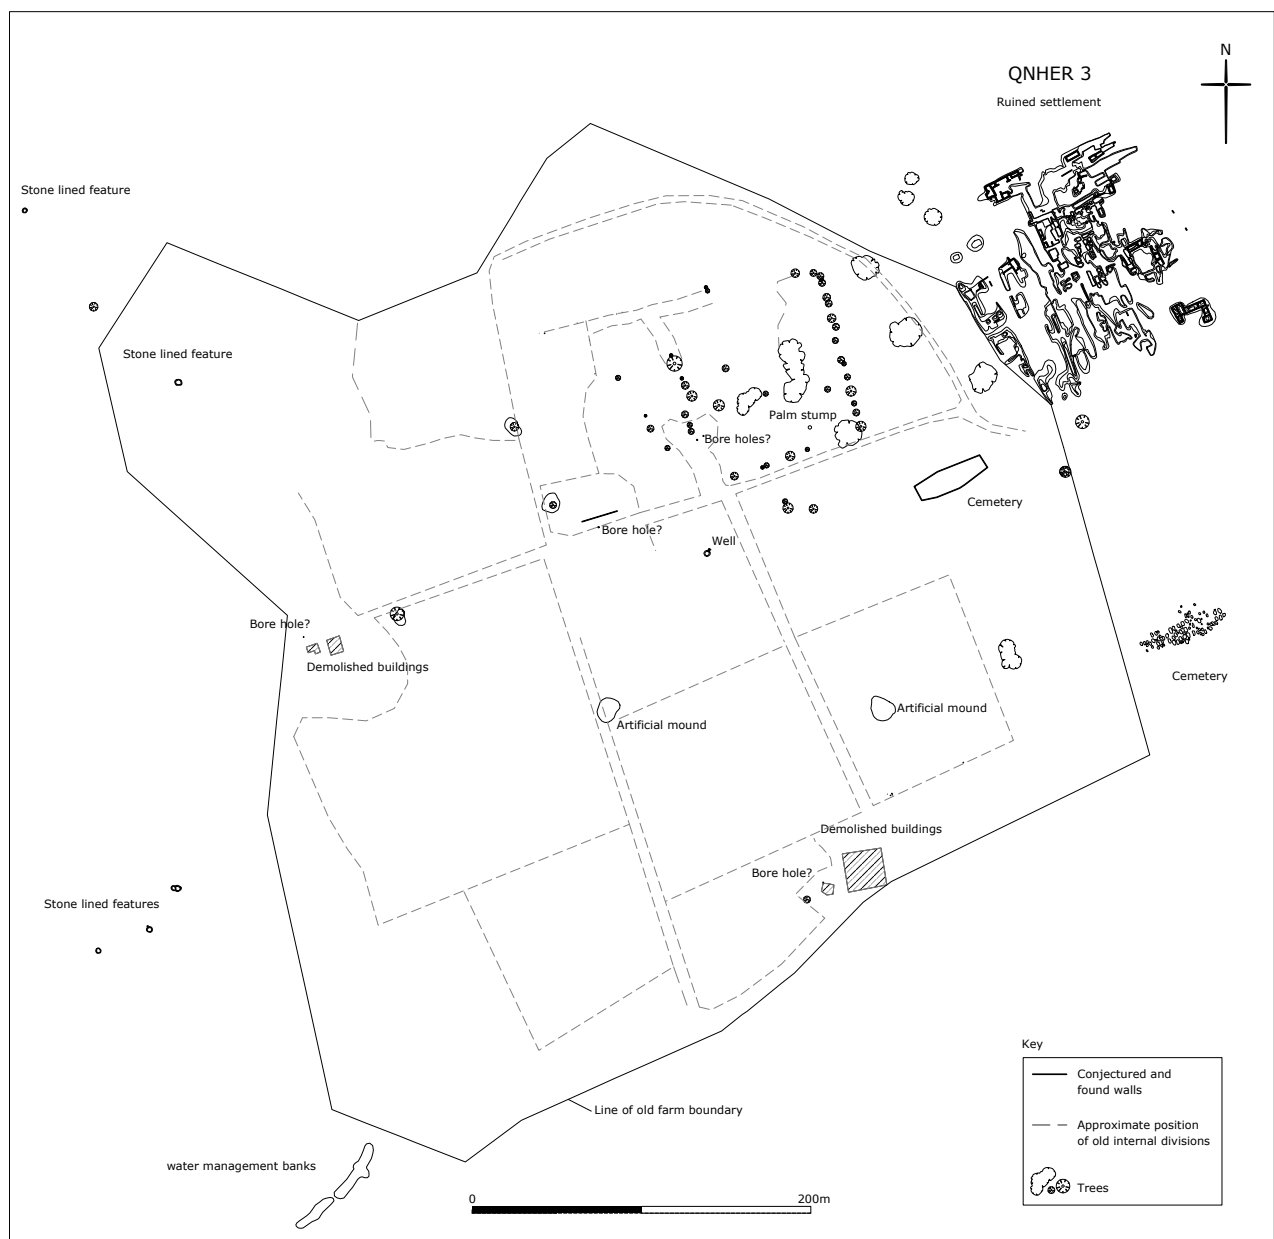 N
QNHER 3
Ruined settlement
Stone lined feature
Stone lined feature
Palm stump
Bore holes?
Cemetery
Bore hole?
Well
Bore hole?
Demolished buildings
Cemetery
Artificial mound
Artificial mound
Demolished buildings
Bore hole?
Stone lined features
Line of old farm boundary
water management banks
0
200m
Key
Conjectured and
found walls
Approximate position
of old internal divisions
Trees